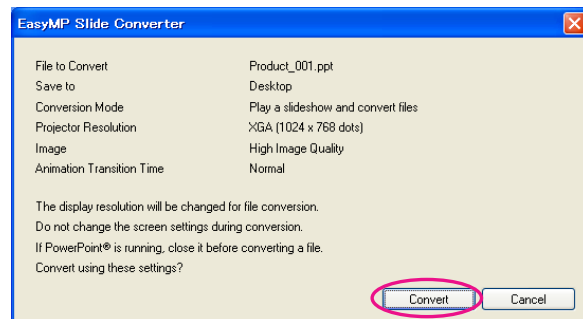 EasyMP Slide Converter
File to Convert Product_001.ppt
Save to Desktop
Conversion Mode Play a slideshow and convert files
Projector Resolution XGA (1024 x 768 dots)
Image High Image Quality
Animation Transition Time Normal
The display resolution will be changed for file conversion.
Do not change the screen settings during conversion.
If PowerPoint® is running, close it before converting a file.
Convert using these settings?
Convert Cancel